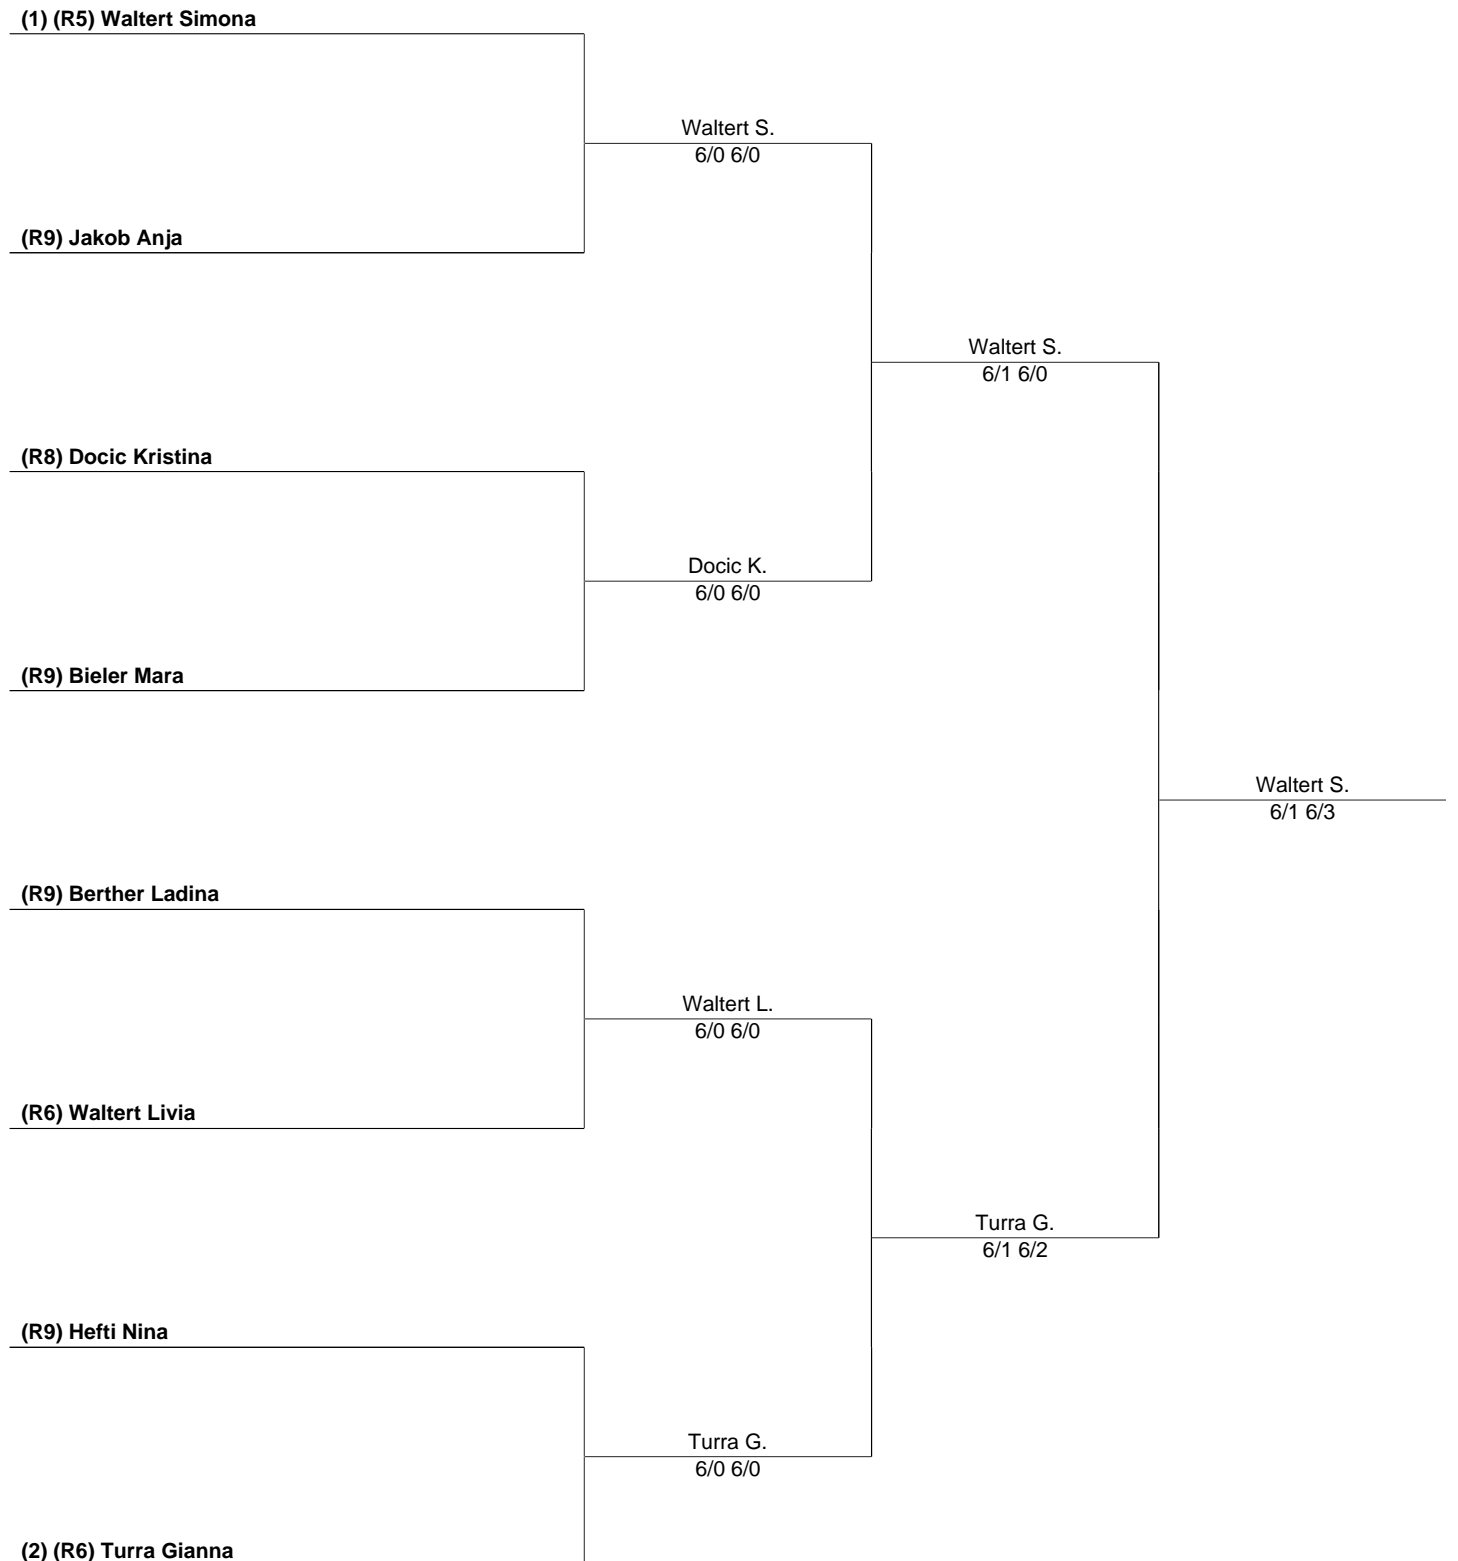 (1) (R5) Waltert Simona
Waltert S.
6/0 6/0
(R9) Jakob Anja
Waltert S.
6/1 6/0
(R8) Docic Kristina
Docic K.
6/0 6/0
(R9) Bieler Mara
Waltert S.
6/1 6/3
(R9) Berther Ladina
Waltert L.
6/0 6/0
(R6) Waltert Livia
Turra G.
6/1 6/2
(R9) Hefti Nina
Turra G.
6/0 6/0
(2) (R6) Turra Gianna